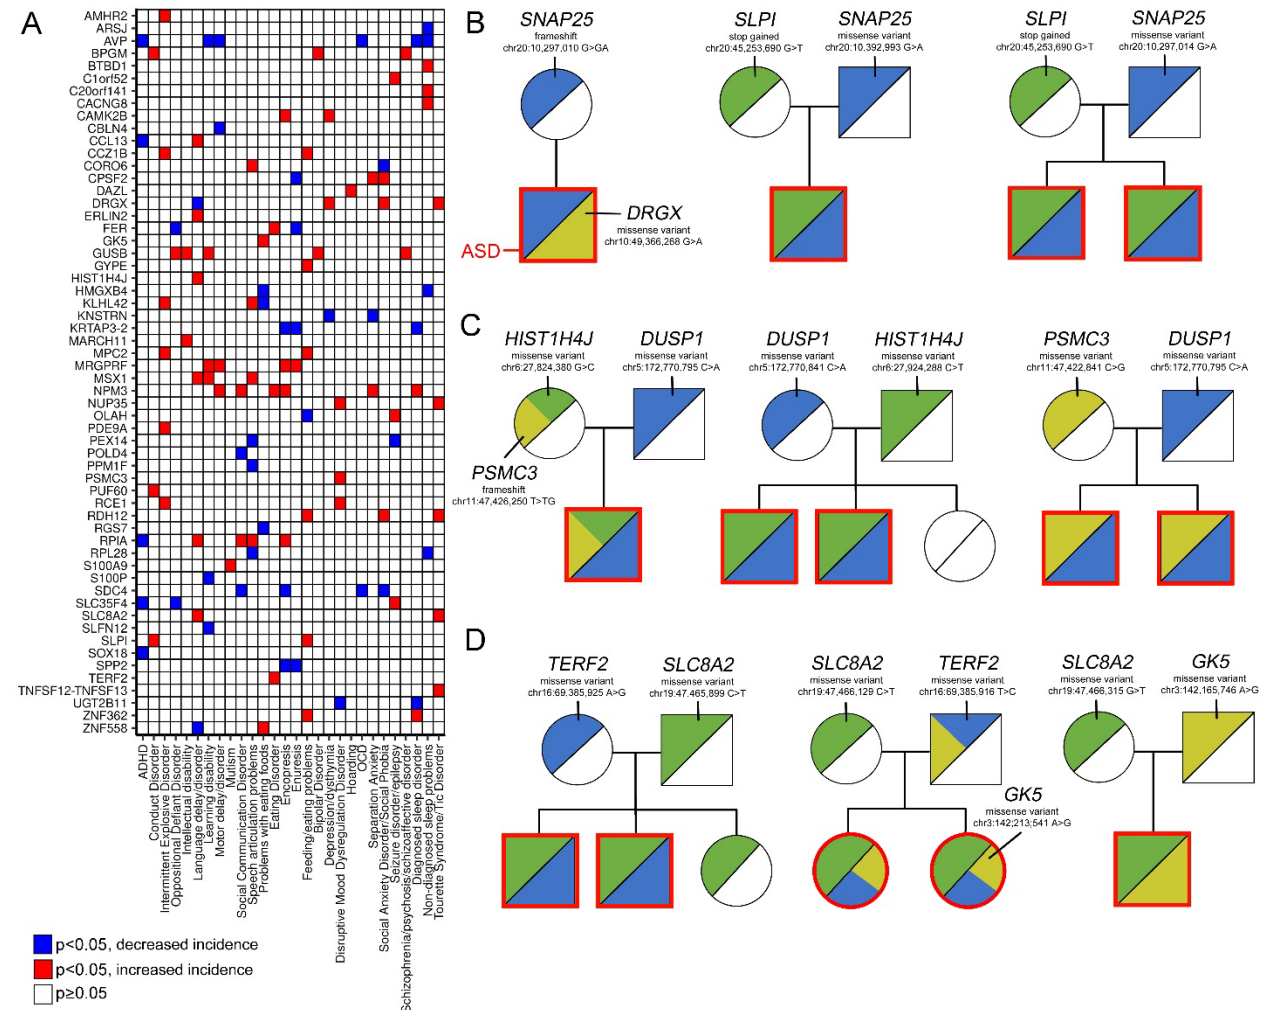 A
AMHR2
ARSJ
AVP
BPGM
BTBD1
C1orf52
C20orf141
CACNG8
CAMK2B
CBLN4
CCL13
CCZ1B
CORO6
CPSF2
DAZL
DRGX
ERLIN2
FER
GK5
GUSB
GYPE
HIST1H4J
HMGXB4
KLHL42
KNSTRN
KRTAP3-2
MARCH11
MPC2
MRGPRF
MSX1
NPM3
NUP35
OLAH
PDE9A
PEX14
POLD4
PPM1F
PSMC3
PUF60
RCE1
RDH12
RGS7
RPIA
RPL28
S100A9
S100P
SDC4
SLC35F4
SLC8A2
SLFN12
SLPI
SOX18
SPP2
TERF2
TNFSF12-TNFSF13
UGT2B11
ZNF362
ZNF558
ADHD
Conduct Disorder
Intermittent Explosive Disorder
Oppositional Defiant Disorder
Intellectual disability
Language delay/disorder
Learning disability
Motor delay/disorder
Mutism
Social Communication Disorder
Speech articulation problems
Problems with eating foods
Eating Disorder
Encopresis
Enuresis
Feeding/eating problems
Bipolar Disorder
Depression/dysthymia
Disruptive Mood Dysregulation Disorder
Hoarding
OCD
Separation Anxiety
Social Anxiety Disorder/Social Phobia
Seizure disorder/epilepsy
Schizophrenia/psychosis/schizoaffective disorder
Diagnosed sleep disorder
Non-diagnosed sleep problems
Tourette Syndrome/Tic Disorder
p<0.05, decreased incidence
p<0.05, increased incidence
p≥0.05
B
SNAP25
frameshift
chr20:10,297,010 G>GA
SLPI
stop gained
chr20:45,253,690 G>T
SNAP25
missense variant
chr20:10,392,993 G>A
SLPI
stop gained
chr20:45,253,690 G>T
SNAP25
missense variant
chr20:10,297,014 G>A
DRGX
missense variant
chr10:49,366,268 G>A
ASD
C
HIST1H4J
missense variant
chr6:27,824,380 G>C
DUSP1
missense variant
chr5:172,770,795 C>A
DUSP1
missense variant
chr5:172,770,841 C>A
HIST1H4J
missense variant
chr6:27,924,288 C>T
PSMC3
missense variant
chr11:47,422,841 C>G
DUSP1
missense variant
chr5:172,770,795 C>A
PSMC3
frameshift
chr11:47,426,250 T>TG
D
TERF2
missense variant
chr16:69,385,925 A>G
SLC8A2
missense variant
chr19:47,465,899 C>T
SLC8A2
missense variant
chr19:47,466,129 C>T
TERF2
missense variant
chr16:69,385,916 T>C
SLC8A2
missense variant
chr19:47,466,315 G>T
GK5
missense variant
chr3:142,165,746 A>G
GK5
missense variant
chr3:142;213;541 A>G